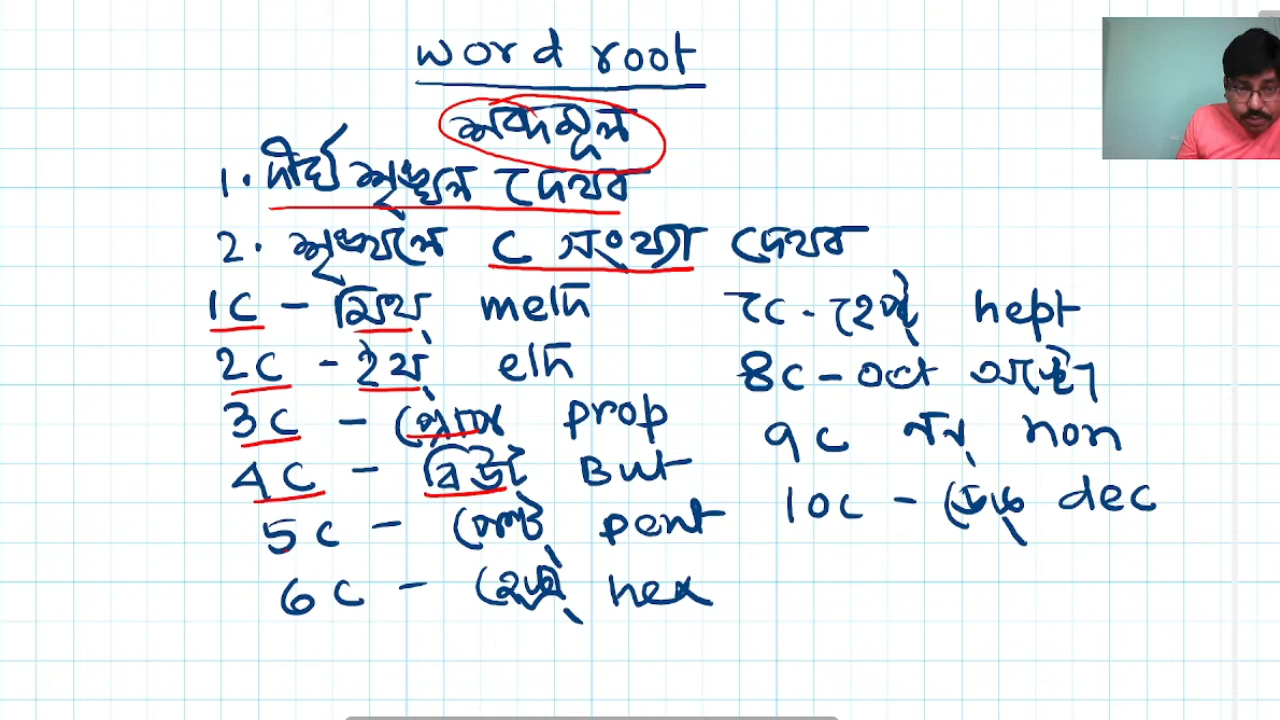 word root
শব্দমূল
1. দীর্ঘ শৃঙ্খল দেখব
2. শৃঙ্খলে C সংখ্যা দেখব
1C - মিথ্ meth
2C - ইথ্ eth
3C - প্রোপ prop
4C - বিউট But
5C - পেন্ট্ pent
6C - হেক্স্ hex
7C - হেপ্ট্ hept
8C - oct অক্টো
9C নন্ non
10C - ডেক্ dec